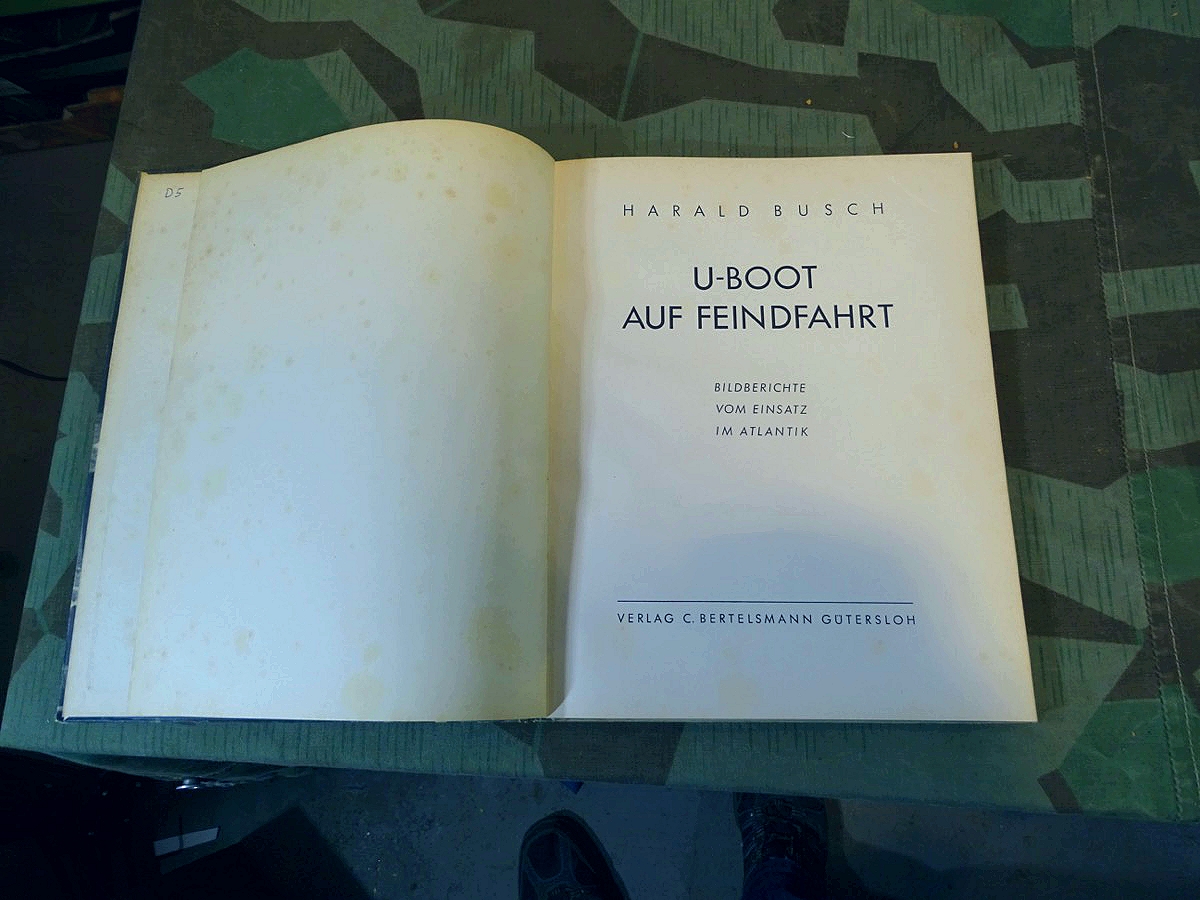 D5
HARALD BUSCH
U-BOOT
AUF FEINDFAHRT
BILDBERICHTE
VOM EINSATZ
IM ATLANTIK
VERLAG C. BERTELSMANN GÜTERSLOH